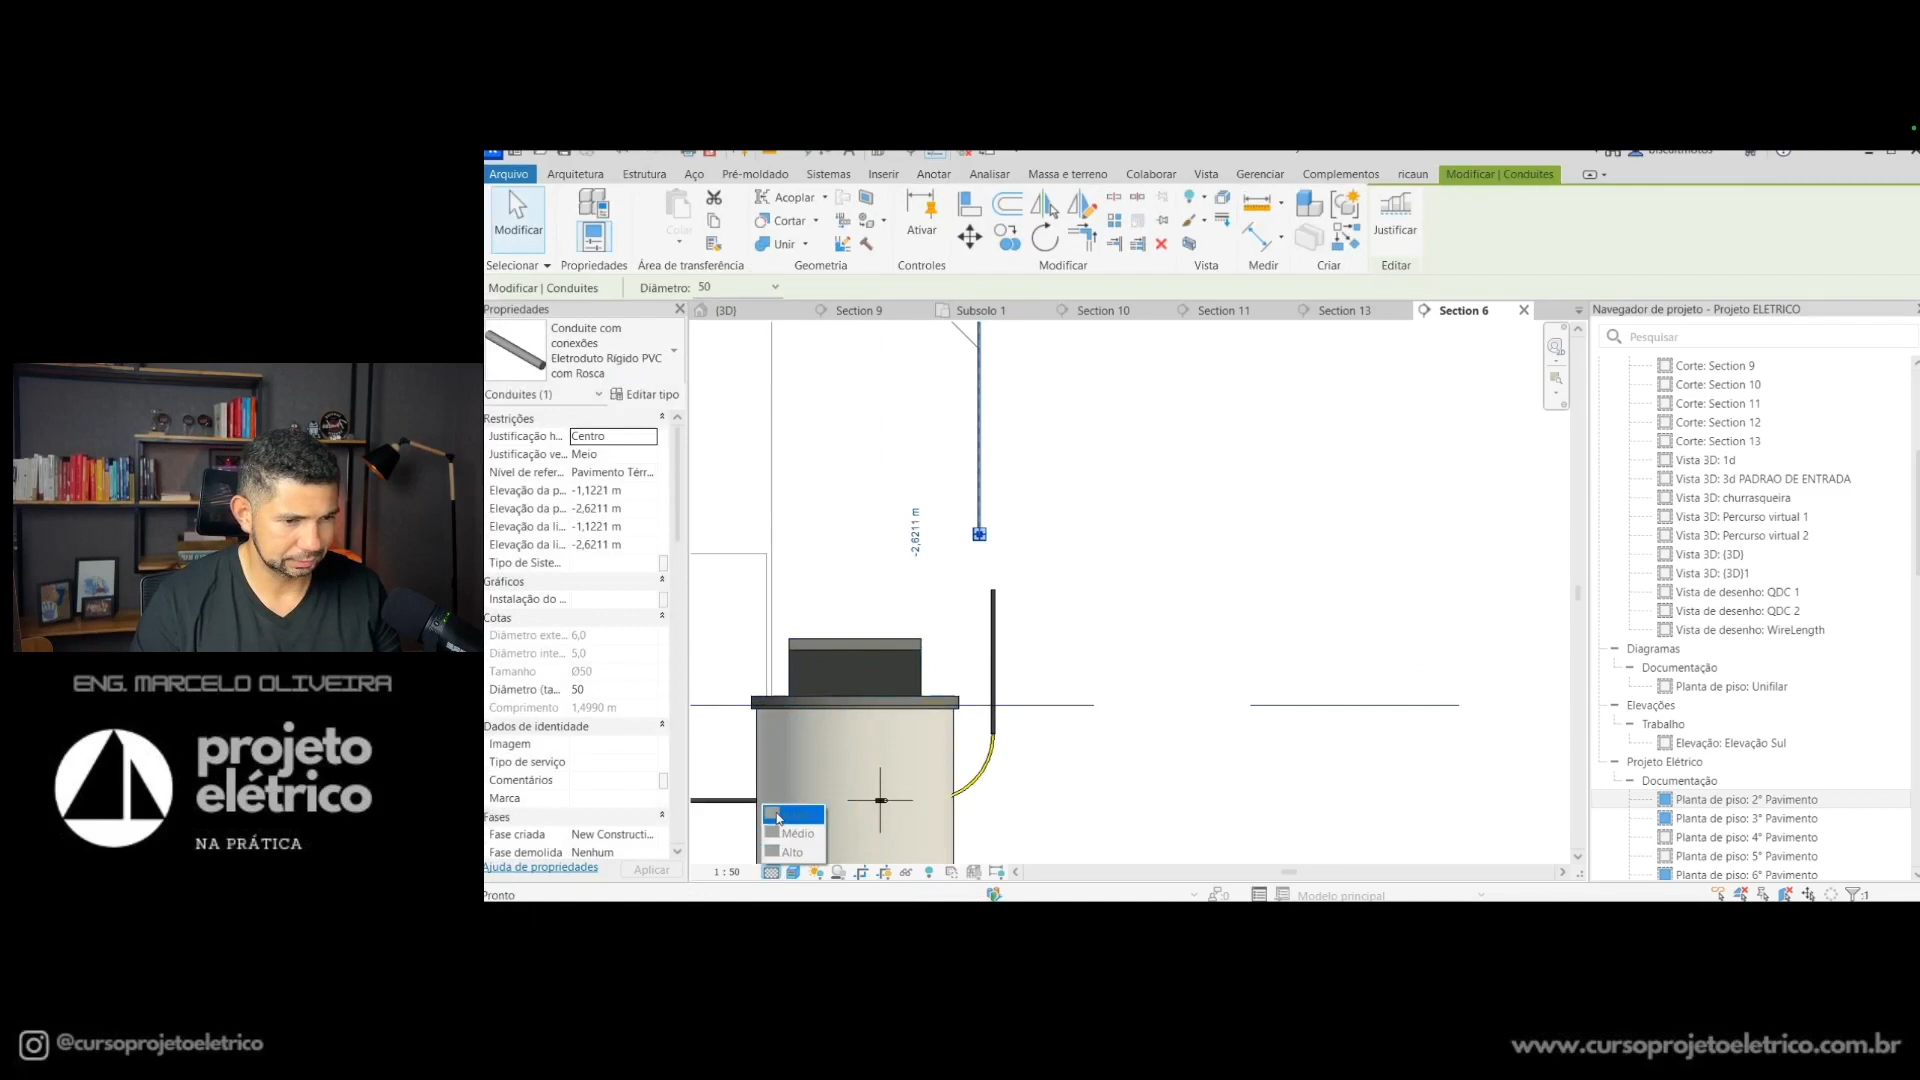 Arquivo
Arquitetura
Estrutura
Aço
Pré-moldado
Sistemas
Inserir
Anotar
Analisar
Massa e terreno
Colaborar
Vista
Gerenciar
Complementos
ricaun
Modificar | Conduites
Modificar
Colar
Acoplar
Cortar
Unir
Ativar
Justificar
Selecionar
Propriedades
Área de transferência
Geometria
Controles
Modificar
Vista
Medir
Criar
Editar
Modificar | Conduites
Diâmetro: 50
Propriedades
{3D}
Section 9
Subsolo 1
Section 10
Section 11
Section 13
Section 6
Navegador de projeto - Projeto ELETRICO
Conduite com
conexões
Eletroduto Rígido PVC
com Rosca
Conduites (1)
Editar tipo
Restrições
Justificação h... Centro
Justificação ve... Meio
Nível de refer... Pavimento Térr...
Elevação da p... -1,1221 m
Elevação da p... -2,6211 m
Elevação da li... -1,1221 m
Elevação da li... -2,6211 m
Tipo de Siste...
Gráficos
Instalação do ...
Cotas
Diâmetro exte... 6,0
Diâmetro inte... 5,0
Tamanho Ø50
Diâmetro (ta... 50
Comprimento 1,4990 m
Dados de identidade
Imagem
Tipo de serviço
Comentários
Marca
Fases
Fase criada New Constructi...
Fase demolida Nenhum
Ajuda de propriedades
Aplicar
-2,6211 m
Médio
Alto
1 : 50
Pronto
:0
Modelo principal
:1
Pesquisar
Corte: Section 9
Corte: Section 10
Corte: Section 11
Corte: Section 12
Corte: Section 13
Vista 3D: 1d
Vista 3D: 3d PADRAO DE ENTRADA
Vista 3D: churrasqueira
Vista 3D: Percurso virtual 1
Vista 3D: Percurso virtual 2
Vista 3D: {3D}
Vista 3D: {3D}1
Vista de desenho: QDC 1
Vista de desenho: QDC 2
Vista de desenho: WireLength
Diagramas
Documentação
Planta de piso: Unifilar
Elevações
Trabalho
Elevação: Elevação Sul
Projeto Elétrico
Documentação
Planta de piso: 2° Pavimento
Planta de piso: 3° Pavimento
Planta de piso: 4° Pavimento
Planta de piso: 5° Pavimento
Planta de piso: 6° Pavimento
ENG. MARCELO OLIVEIRA
projeto
elétrico
NA PRÁTICA
@cursoprojetoeletrico
www.cursoprojetoeletrico.com.br